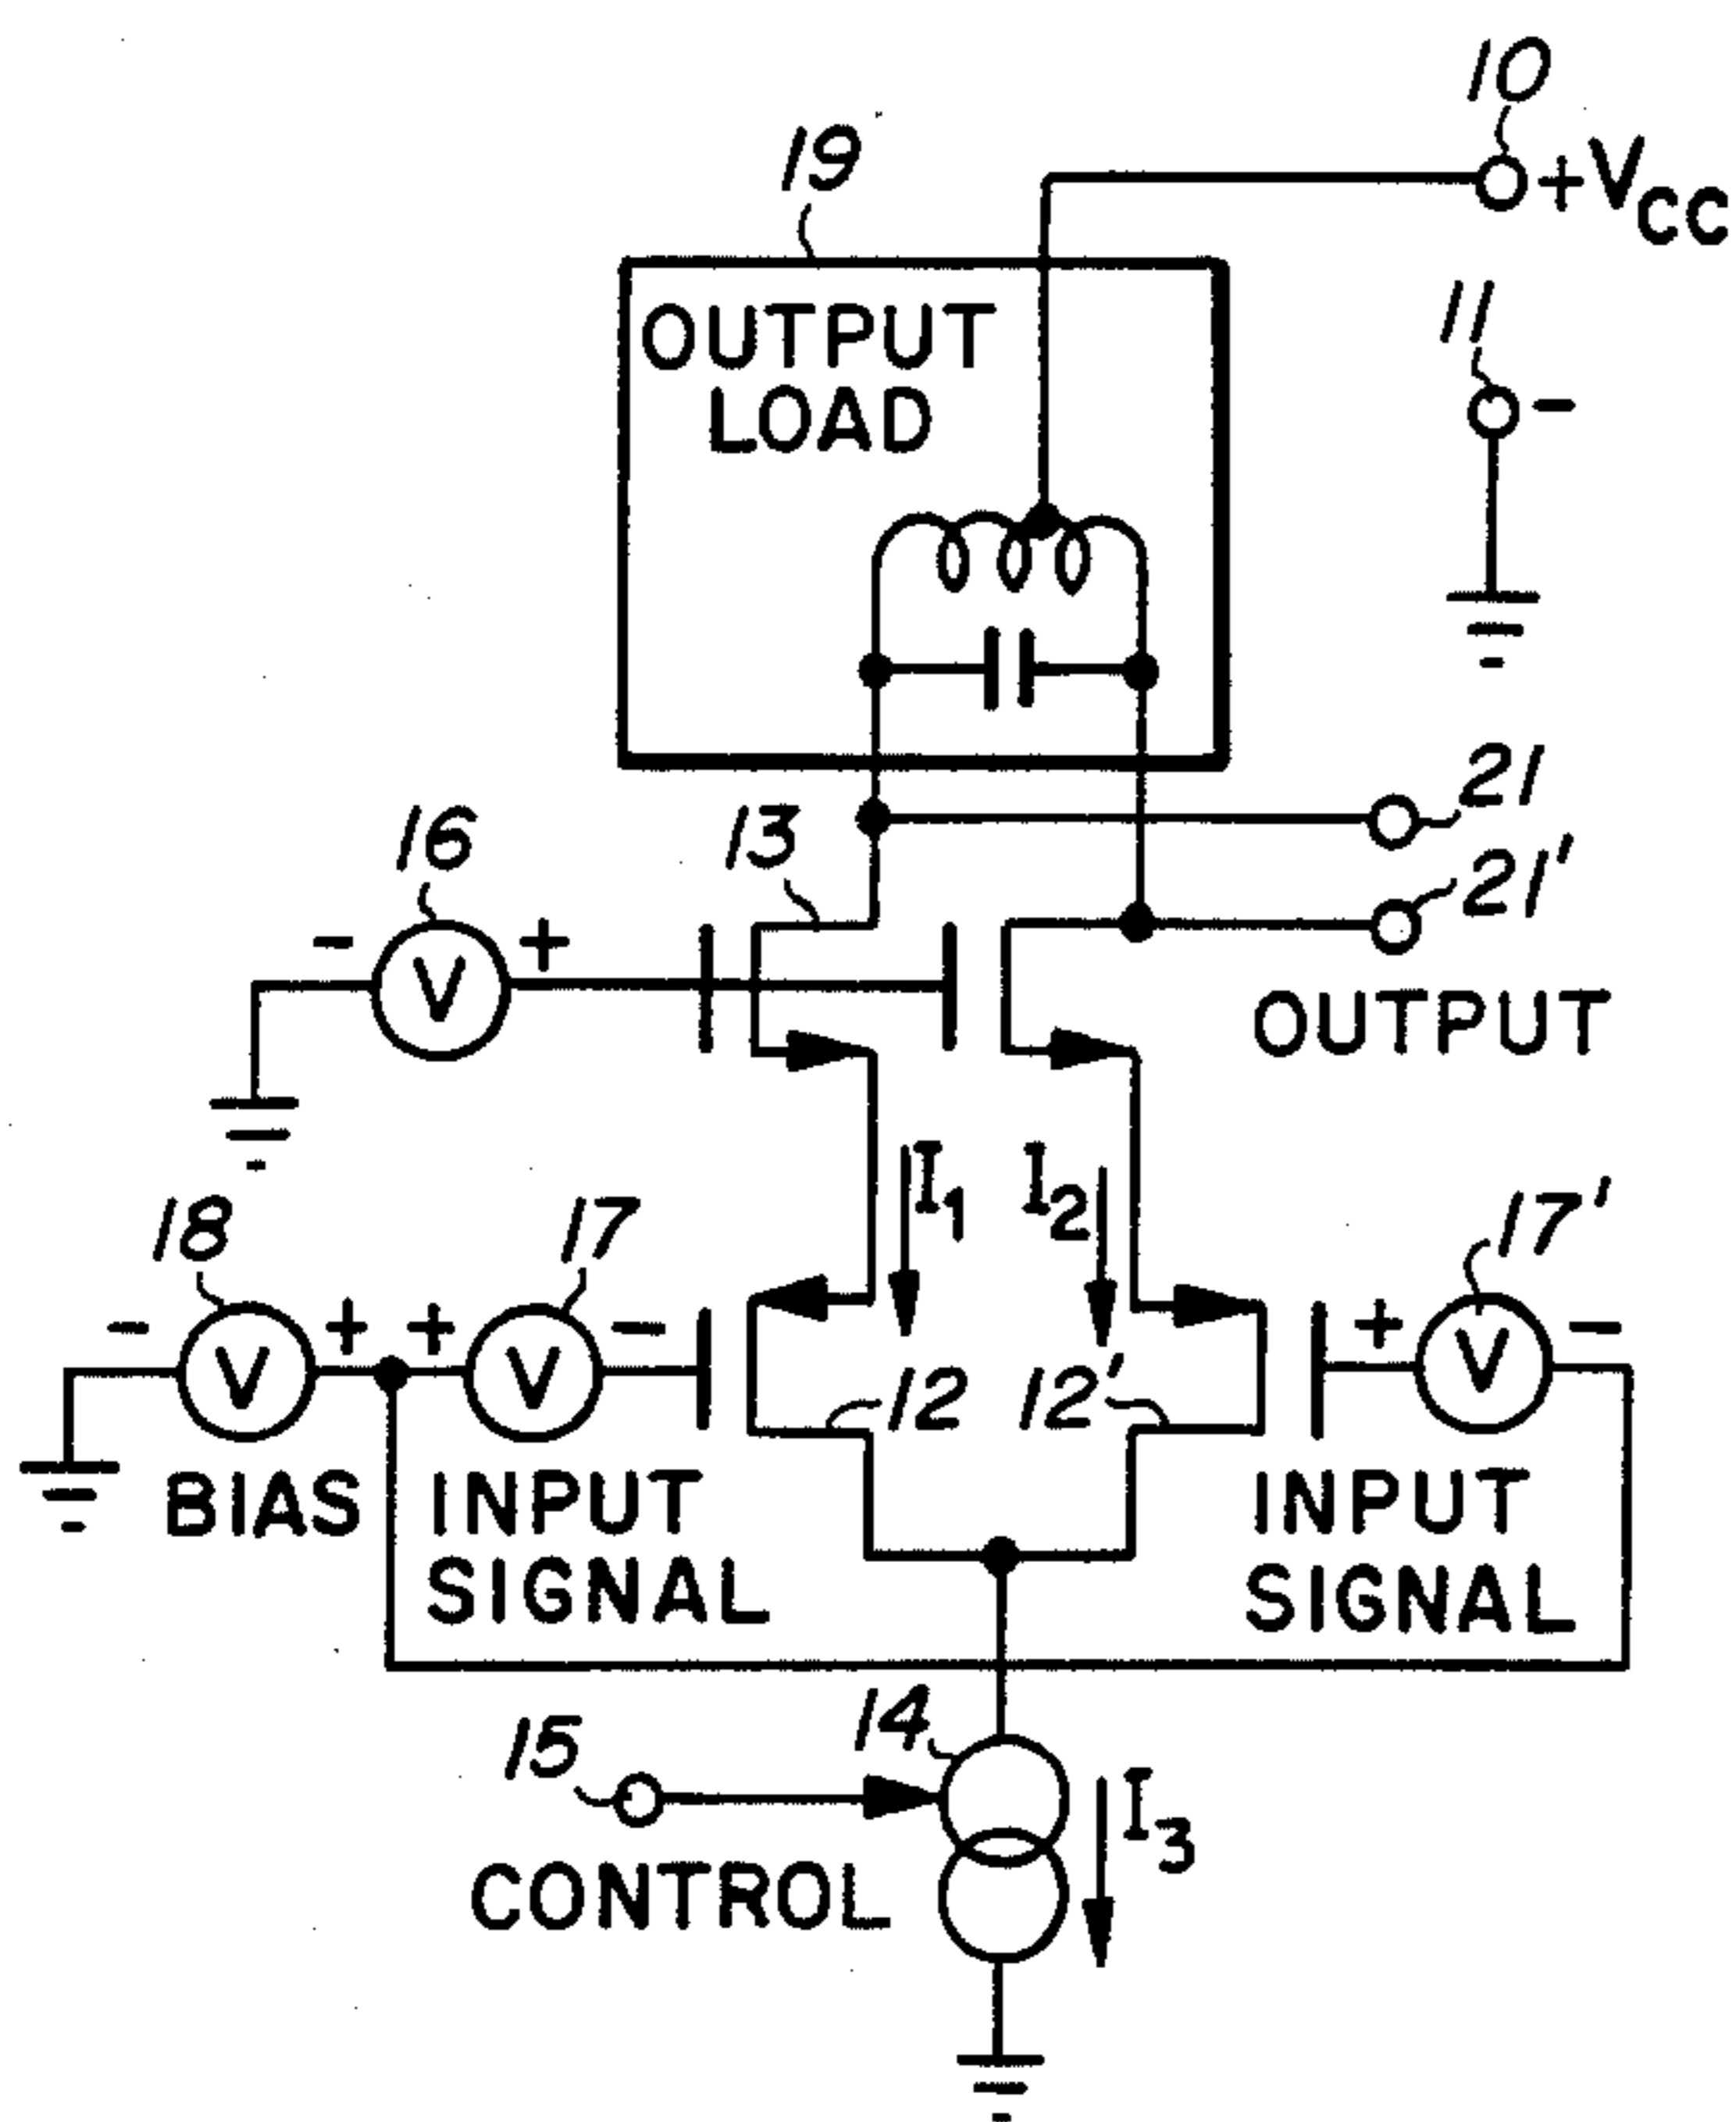 10
+VCC
19
OUTPUT
LOAD
11
-
21
16
13
21'
- V +
OUTPUT
I1 I2
18 17 17'
- V + + V - + V -
12 12'
BIAS INPUT
SIGNAL
INPUT
SIGNAL
15 14
I3
CONTROL